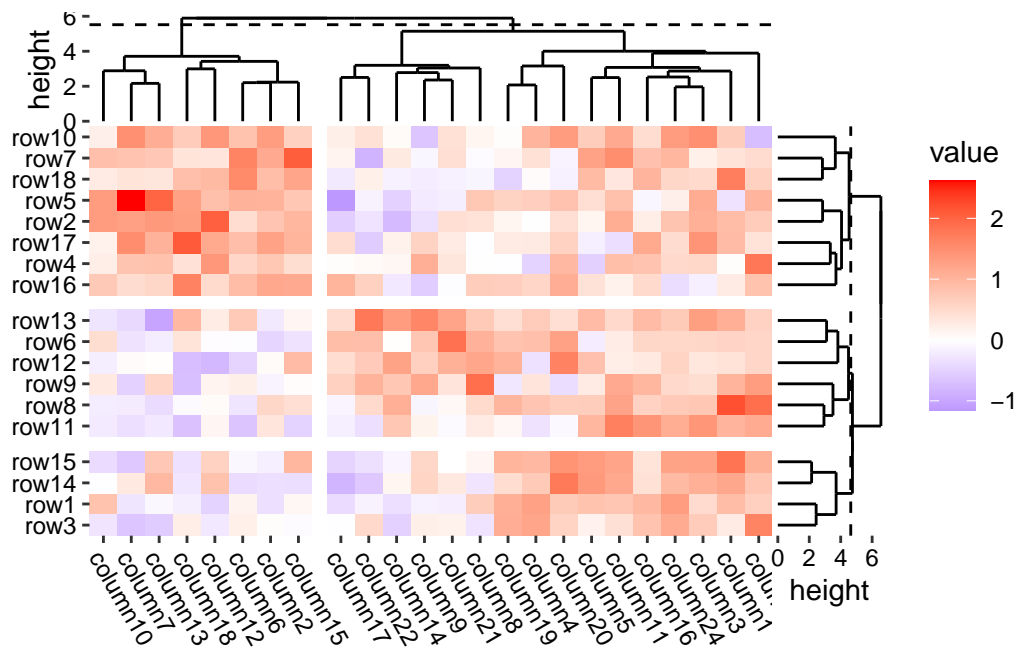 6
4
2
0
height
row10
row7
row18
row5
row2
row17
row4
row16
row13
row6
row12
row9
row8
row11
row15
row14
row1
row3
column10
column7
column13
column18
column12
column6
column2
column15
column17
column22
column14
column9
column21
column8
column19
column4
column20
column5
column11
column16
column24
column3
column1
0 2 4 6
height
value
2
1
0
−1